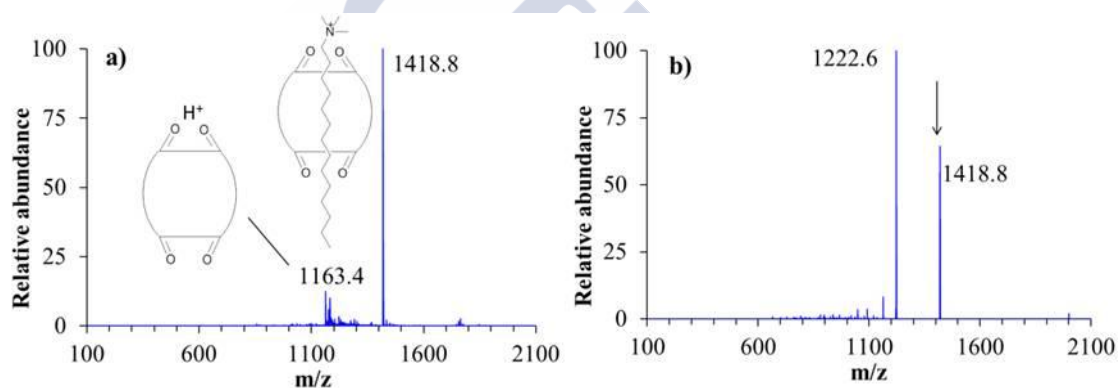 a)
1418.8
1163.4
H+
O O
O O
N+
O O
O O
Relative abundance
100
75
50
25
0
100 600 1100 1600 2100
m/z
b)
1222.6
1418.8
Relative abundance
100
75
50
25
0
100 600 1100 1600 2100
m/z